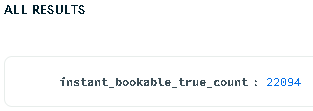 ALL RESULTS
instant_bookable_true_count : 22094